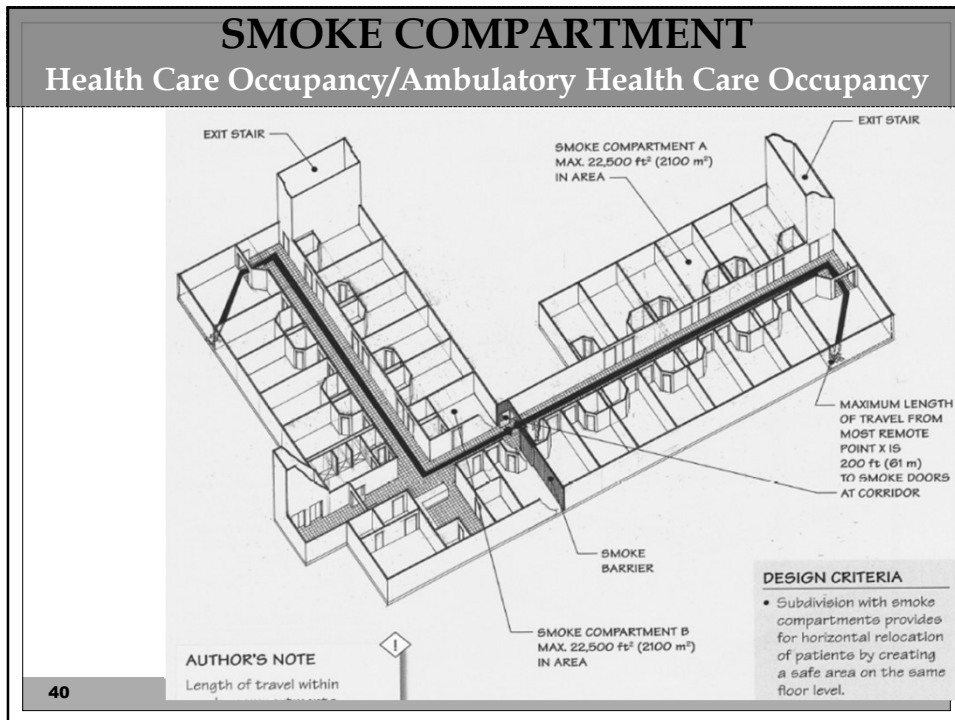 SMOKE COMPARTMENT
Health Care Occupancy/Ambulatory Health Care Occupancy
EXIT STAIR
SMOKE COMPARTMENT A
MAX. 22,500 ft² (2100 m²)
IN AREA
EXIT STAIR
MAXIMUM LENGTH
OF TRAVEL FROM
MOST REMOTE
POINT X IS
200 ft (61 m)
TO SMOKE DOORS
AT CORRIDOR
SMOKE
BARRIER
SMOKE COMPARTMENT B
MAX. 22,500 ft² (2100 m²)
IN AREA
AUTHOR'S NOTE
Length of travel within
!
DESIGN CRITERIA
• Subdivision with smoke
compartments provides
for horizontal relocation
of patients by creating
a safe area on the same
floor level.
40